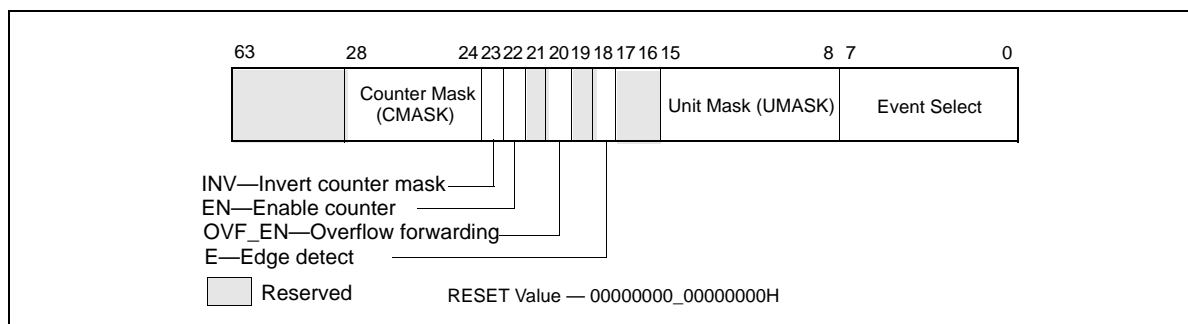 63 28 24 23 22 21 20 19 18 17 16 15 8 7 0
Counter Mask
(CMASK)
Unit Mask (UMASK)
Event Select
INV—Invert counter mask
EN—Enable counter
OVF_EN—Overflow forwarding
E—Edge detect
Reserved
RESET Value — 00000000_00000000H